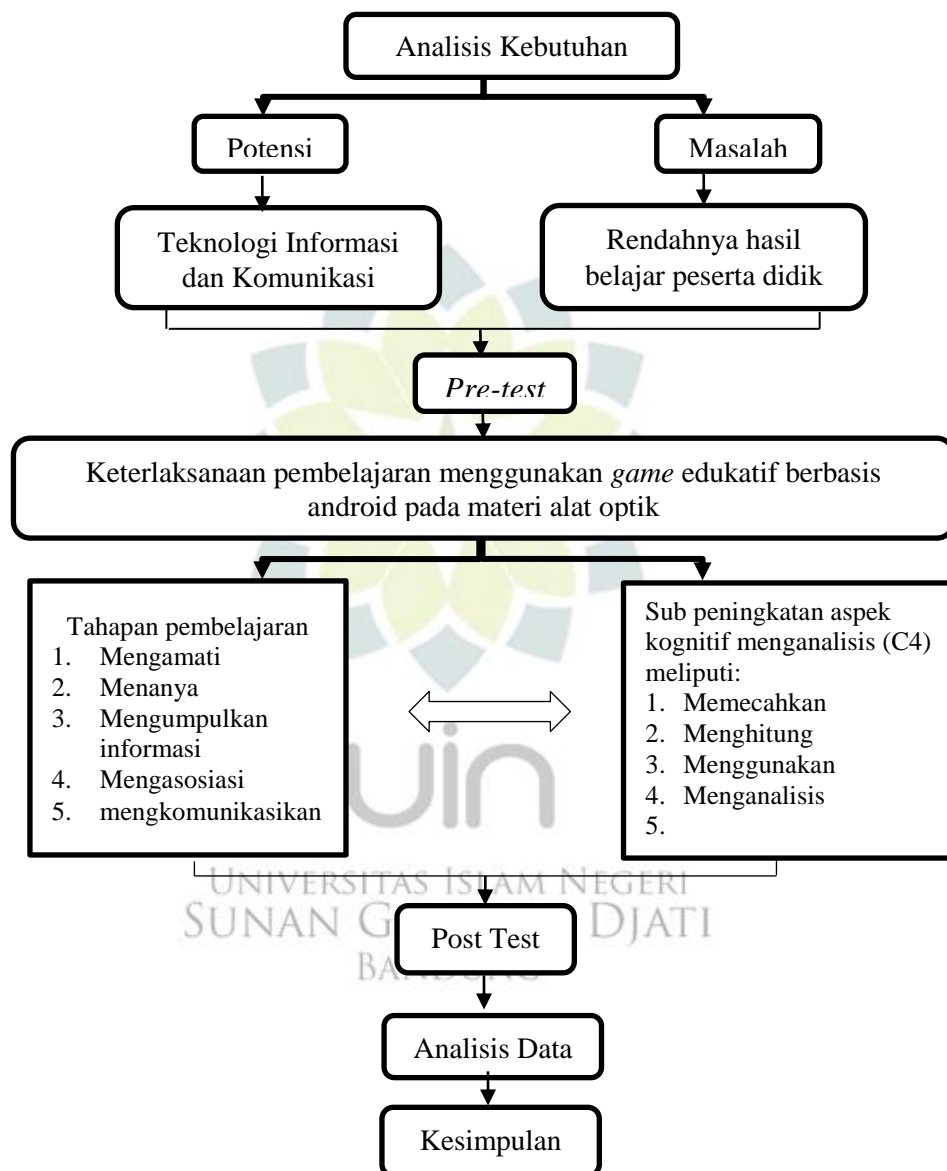 Analisis Kebutuhan
Potensi
Masalah
Teknologi Informasi
dan Komunikasi
Rendahnya hasil
belajar peserta didik
Pre-test
Keterlaksanaan pembelajaran menggunakan game edukatif berbasis
android pada materi alat optik
Tahapan pembelajaran
1. Mengamati
2. Menanya
3. Mengumpulkan
informasi
4. Mengasosiasi
5. mengkomunikasikan
Sub peningkatan aspek
kognitif menganalisis (C4)
meliputi:
1. Memecahkan
2. Menghitung
3. Menggunakan
4. Menganalisis
5.
uin
UNIVERSITAS ISLAM NEGERI
SUNAN G DJATI
Post Test
Analisis Data
Kesimpulan